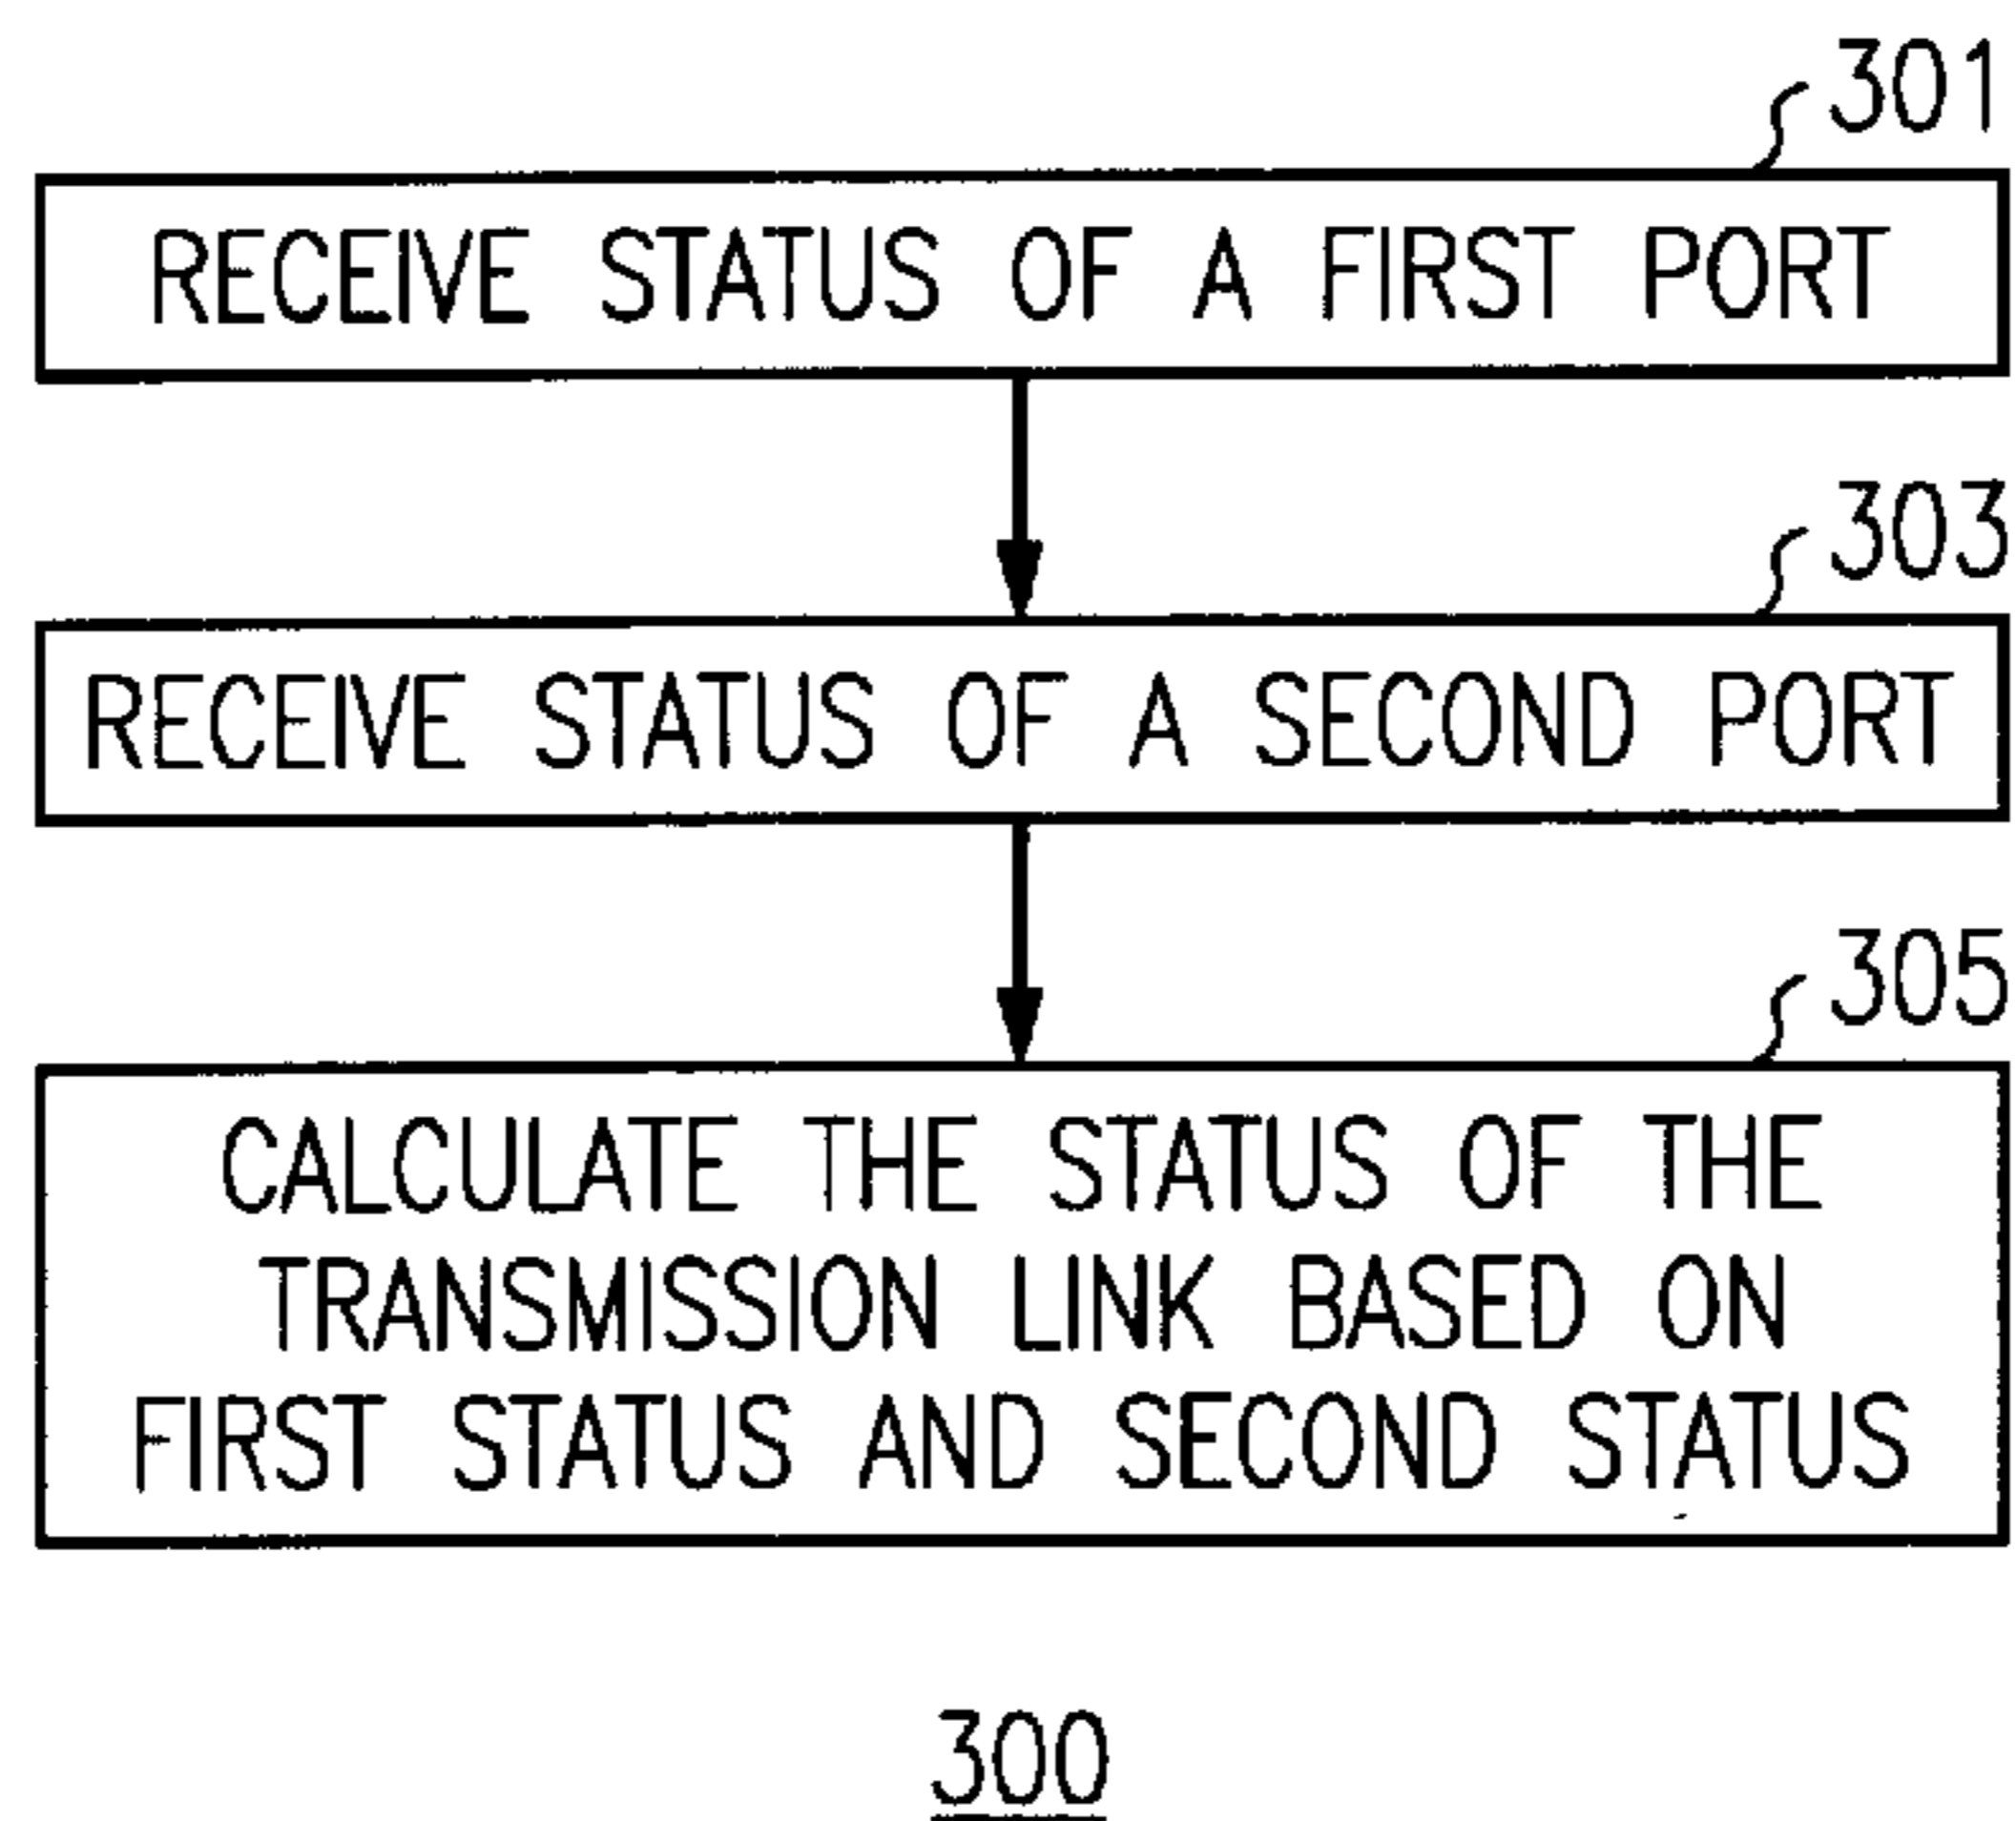 301
RECEIVE STATUS OF A FIRST PORT
303
RECEIVE STATUS OF A SECOND PORT
305
CALCULATE THE STATUS OF THE
TRANSMISSION LINK BASED ON
FIRST STATUS AND SECOND STATUS
300